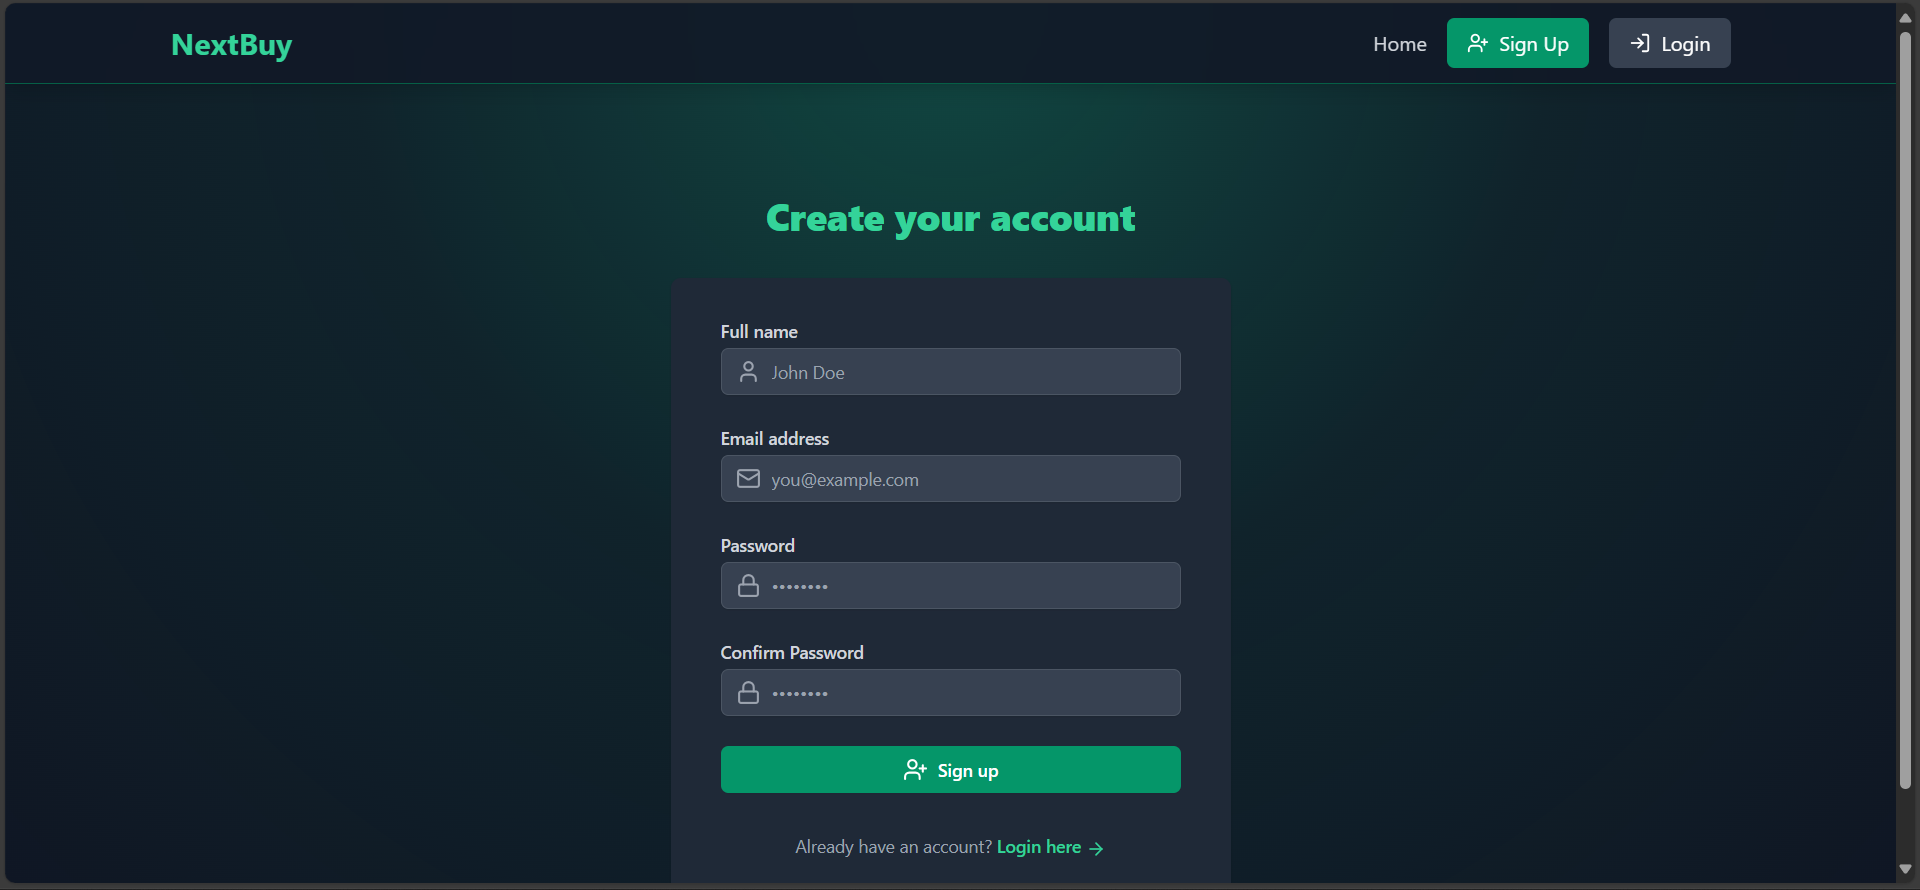 NextBuy
Home Sign Up Login
Create your account
Full name
John Doe
Email address
you@example.com
Password
••••••••
Confirm Password
••••••••
Sign up
Already have an account? Login here →